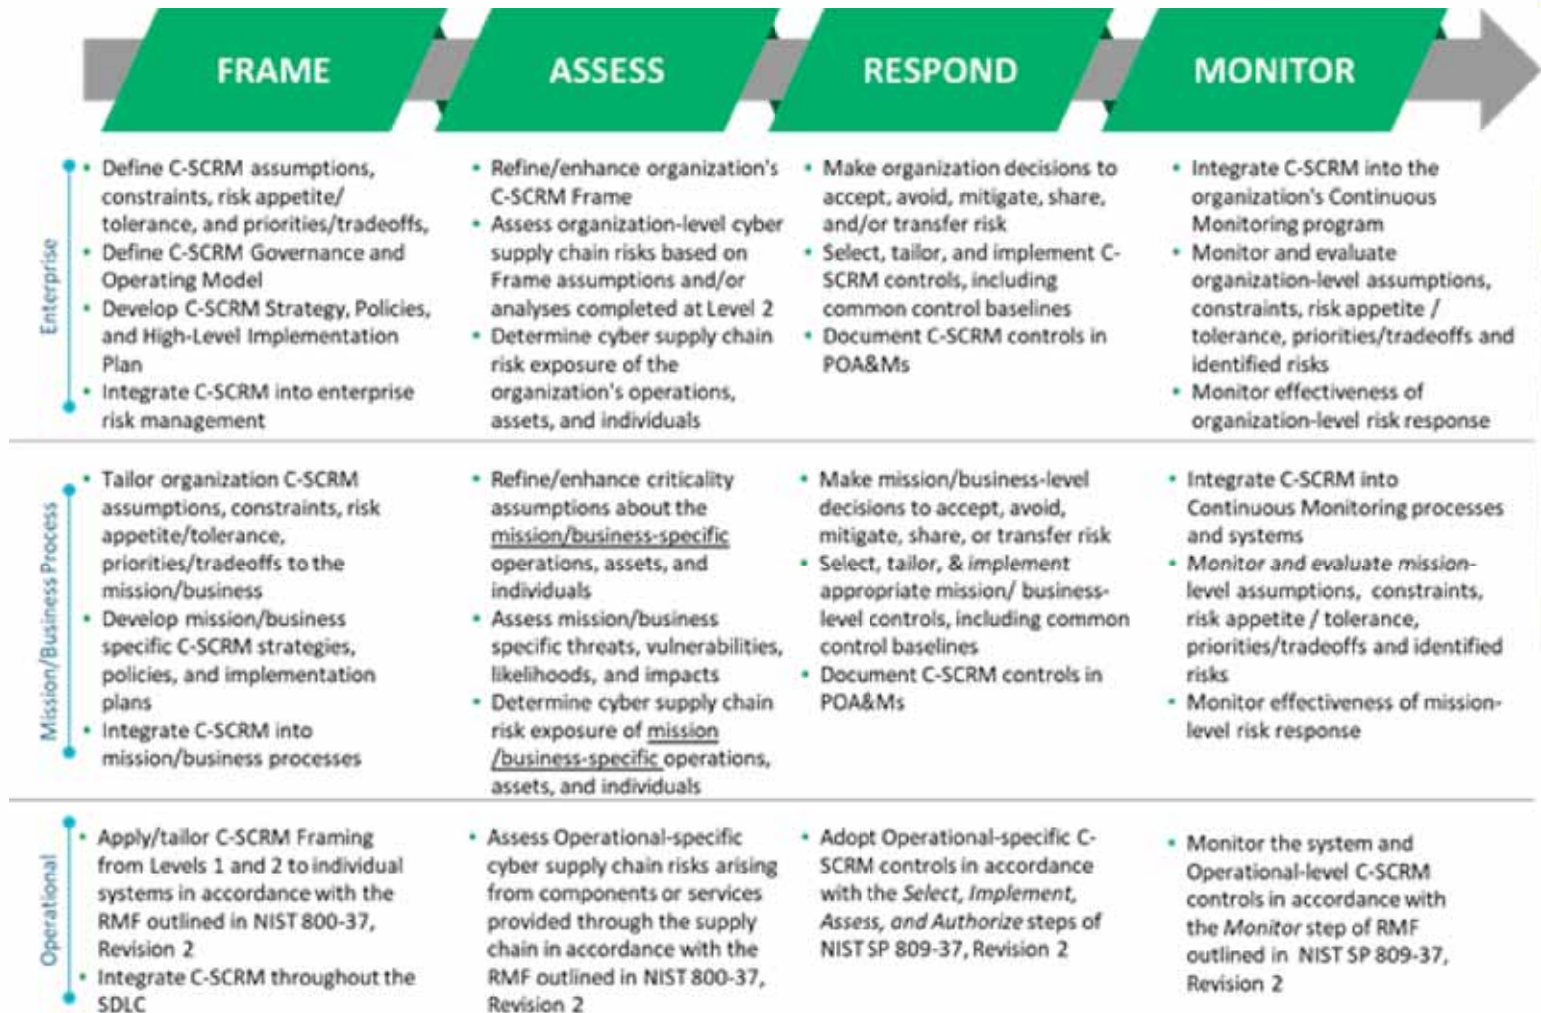 FRAME
ASSESS
RESPOND
MONITOR
Enterprise
• Define C-SCRM assumptions,
constraints, risk appetite/
tolerance, and priorities/tradeoffs,
• Define C-SCRM Governance and
Operating Model
• Develop C-SCRM Strategy, Policies,
and High-Level Implementation
Plan
• Integrate C-SCRM into enterprise
risk management
• Refine/enhance organization's
C-SCRM Frame
• Assess organization-level cyber
supply chain risks based on
Frame assumptions and/or
analyses completed at Level 2
• Determine cyber supply chain
risk exposure of the
organization's operations,
assets, and individuals
• Make organization decisions to
accept, avoid, mitigate, share,
and/or transfer risk
• Select, tailor, and implement C-
SCRM controls, including
common control baselines
• Document C-SCRM controls in
POA&Ms
• Integrate C-SCRM into the
organization's Continuous
Monitoring program
• Monitor and evaluate
organization-level assumptions,
constraints, risk appetite /
tolerance, priorities/tradeoffs and
identified risks
• Monitor effectiveness of
organization-level risk response
Mission/Business Process
• Tailor organization C-SCRM
assumptions, constraints, risk
appetite/tolerance,
priorities/tradeoffs to the
mission/business
• Develop mission/business
specific C-SCRM strategies,
policies, and implementation
plans
• Integrate C-SCRM into
mission/business processes
• Refine/enhance criticality
assumptions about the
mission/business-specific
operations, assets, and
individuals
• Assess mission/business
specific threats, vulnerabilities,
likelihoods, and impacts
• Determine cyber supply chain
risk exposure of mission
/business-specific operations,
assets, and individuals
• Make mission/business-level
decisions to accept, avoid,
mitigate, share, or transfer risk
• Select, tailor, & implement
appropriate mission/ business-
level controls, including common
control baselines
• Document C-SCRM controls in
POA&Ms
• Integrate C-SCRM into
Continuous Monitoring processes
and systems
• Monitor and evaluate mission-
level assumptions, constraints,
risk appetite / tolerance,
priorities/tradeoffs and identified
risks
• Monitor effectiveness of mission-
level risk response
Operational
• Apply/tailor C-SCRM Framing
from Levels 1 and 2 to individual
systems in accordance with the
RMF outlined in NIST 800-37,
Revision 2
• Integrate C-SCRM throughout the
SDLC
• Assess Operational-specific
cyber supply chain risks arising
from components or services
provided through the supply
chain in accordance with the
RMF outlined in NIST 800-37,
Revision 2
• Adopt Operational-specific C-
SCRM controls in accordance
with the Select, Implement,
Assess, and Authorize steps of
NIST SP 809-37, Revision 2
• Monitor the system and
Operational-level C-SCRM
controls in accordance with
the Monitor step of RMF
outlined in NIST SP 809-37,
Revision 2